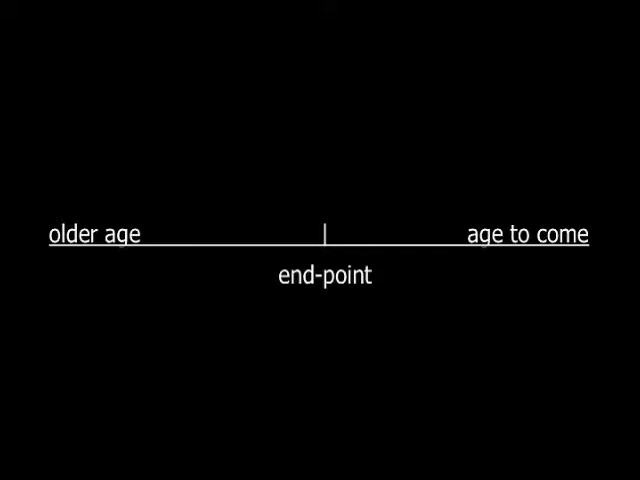 older age | age to come
end-point